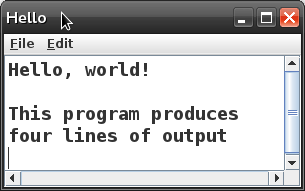 Hello
File Edit
Hello, world!

This program produces
four lines of output